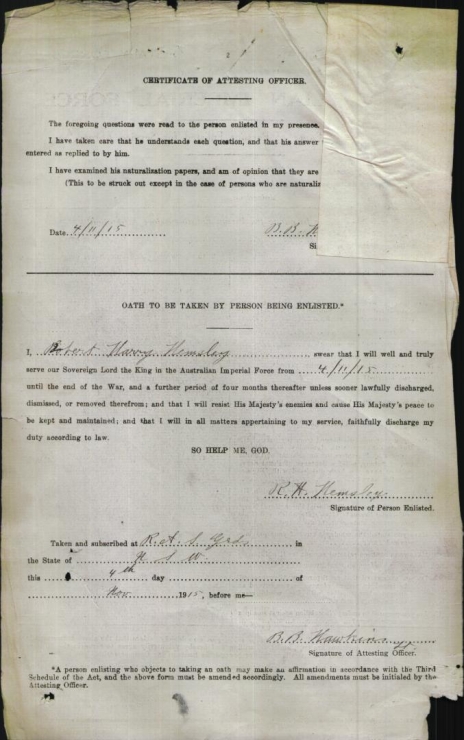 CERTIFICATE OF ATTESTING OFFICER.
The foregoing questions were read to the person enlisted in my presence.
I have taken care that he understands each question, and that his answer
entered as replied to by him.
I have examined his naturalization papers, and am of opinion that they are
(This to be struck out except in the case of persons who are naturaliz
Date 4/11/15
B. B. H
Si
OATH TO BE TAKEN BY PERSON BEING ENLISTED.*
I, Robert Harry Hemsley swear that I will well and truly
serve our Sovereign Lord the King in the Australian Imperial Force from 4/11/15
until the end of the War, and a further period of four months thereafter unless sooner lawfully discharged,
dismissed, or removed therefrom; and that I will resist His Majesty's enemies and cause His Majesty's peace to
be kept and maintained; and that I will in all matters appertaining to my service, faithfully discharge my
duty according to law.
SO HELP ME, GOD.
R. H. Hemsley.
Signature of Person Enlisted.
Taken and subscribed at R. A. S. Grd. in
the State of N S W.
this 4th day of
Nov. 1915, before me—
B. B. Hawkins
Signature of Attesting Officer.
*A person enlisting who objects to taking an oath may make an affirmation in accordance with the Third
Schedule of the Act, and the above form must be amended accordingly. All amendments must be initialed by the
Attesting Officer.